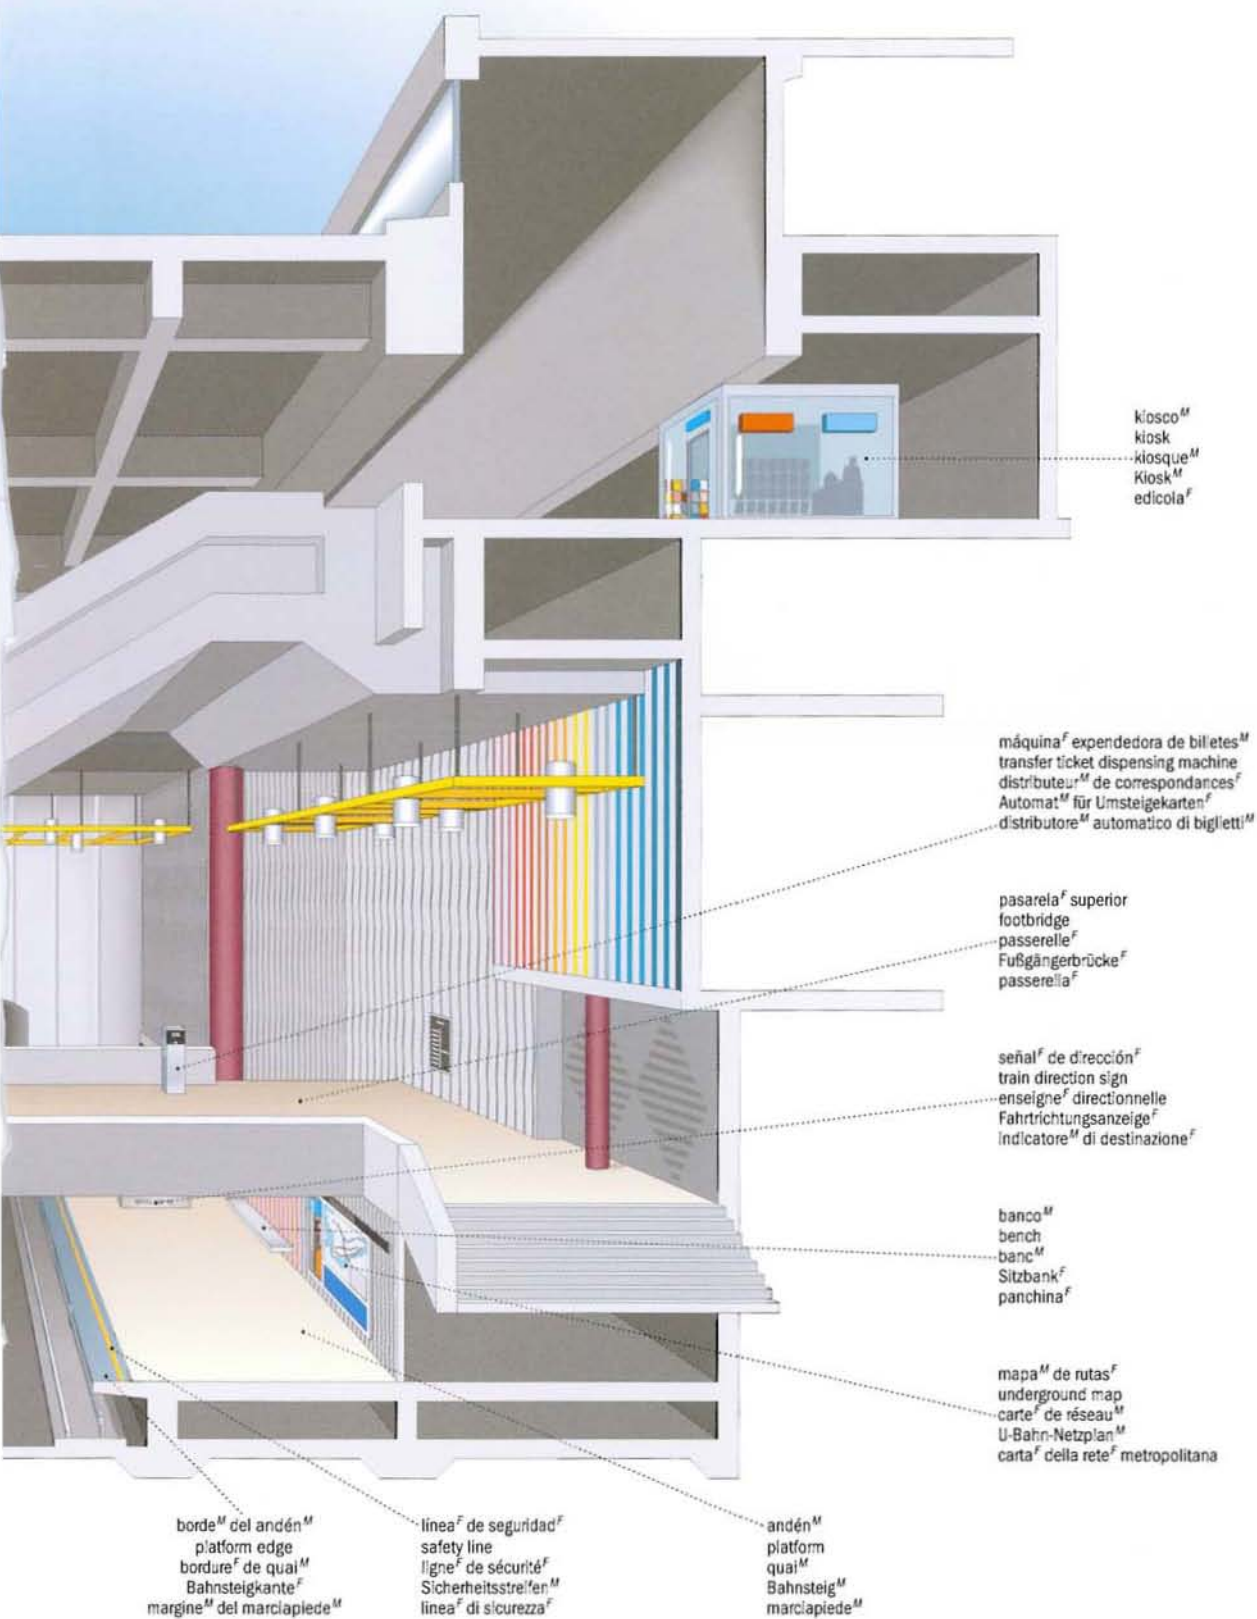 kiosco^M
kiosk
kiosque^M
Kiosk^M
edicola^F
máquina^F expendedora de billetes^M
transfer ticket dispensing machine
distributeur^M de correspondances^F
Automat^M für Umsteigekarten^F
distributore^M automatico di biglietti^M
pasarela^F superior
footbridge
passerelle^F
Fußgängerbrücke^F
passerella^F
señal^F de dirección^F
train direction sign
enseigne^F directionnelle
Fahrtrichtungsanzeige^F
indicatore^M di destinazione^F
banco^M
bench
banc^M
Sitzbank^F
panchina^F
mapa^M de rutas^F
underground map
carte^F de réseau^M
U-Bahn-Netzplan^M
carta^F della rete^F metropolitana
borde^M del andén^M
platform edge
bordure^F de quai^M
Bahnsteigkante^F
margine^M del marciapiede^M
línea^F de seguridad^F
safety line
ligne^F de sécurité^F
Sicherheitsstreifen^M
linea^F di sicurezza^F
andén^M
platform
quai^M
Bahnsteig^M
marciapiede^M